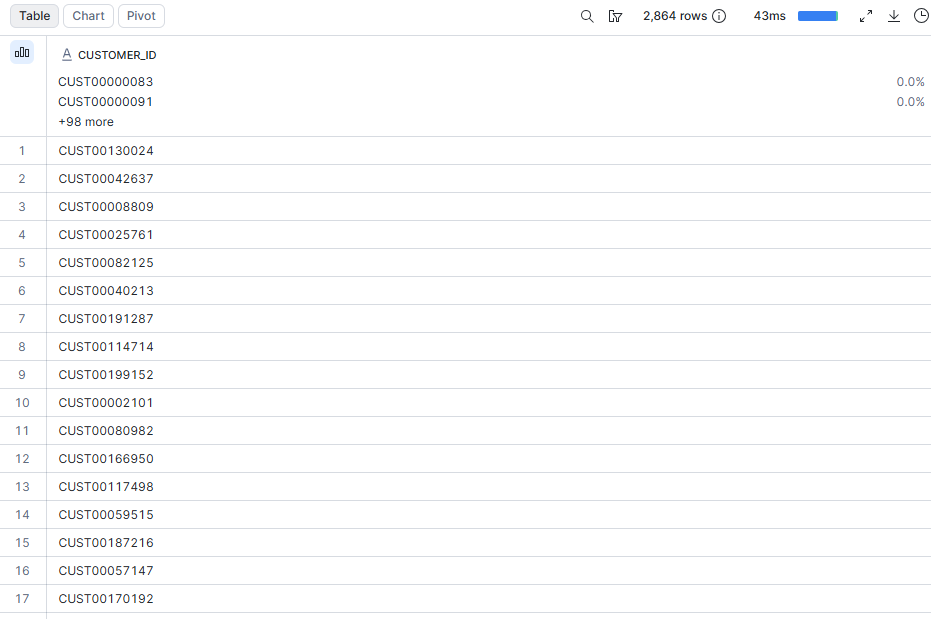 Table Chart Pivot 2,864 rows 43ms
A CUSTOMER_ID
CUST00000083 0.0%
CUST00000091 0.0%
+98 more
1 CUST00130024
2 CUST00042637
3 CUST00008809
4 CUST00025761
5 CUST00082125
6 CUST00040213
7 CUST00191287
8 CUST00114714
9 CUST00199152
10 CUST00002101
11 CUST00080982
12 CUST00166950
13 CUST00117498
14 CUST00059515
15 CUST00187216
16 CUST00057147
17 CUST00170192